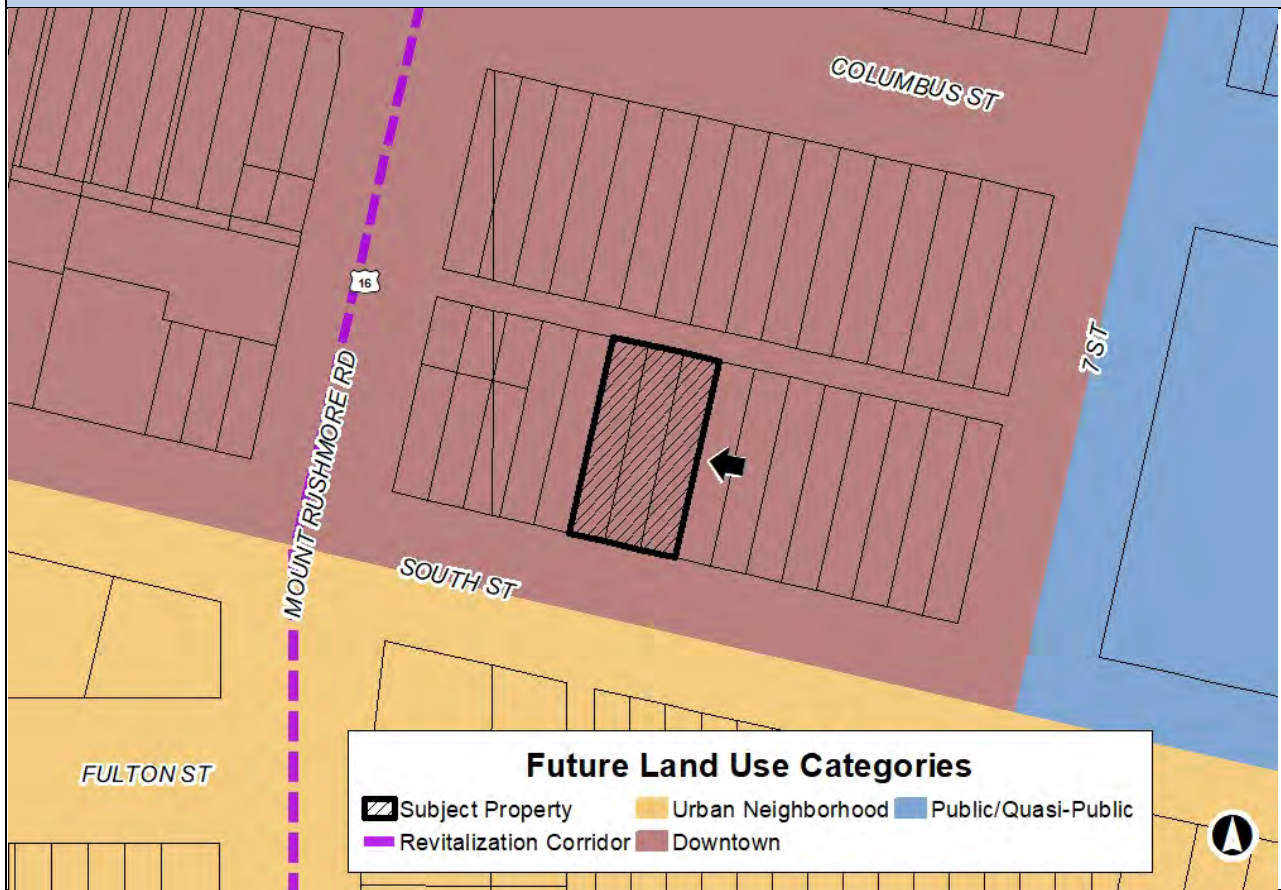 COLUMBUS ST
16
7 ST
MOUNT RUSHMORE RD
SOUTH ST
FULTON ST
Future Land Use Categories
Subject Property Urban Neighborhood Public/Quasi-Public
Revitalization Corridor Downtown